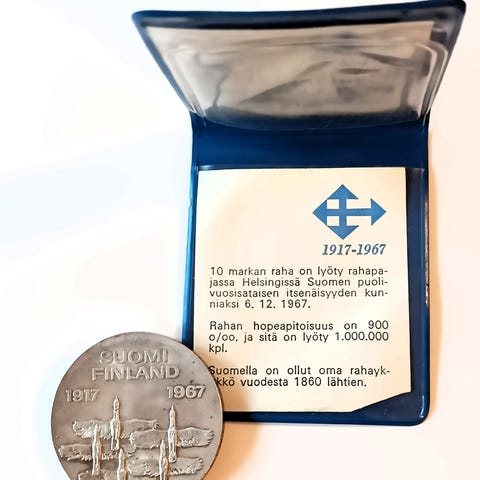 1917-1967
10 markan raha on lyöty rahapa-
jassa Helsingissä Suomen puoli-
vuosisataisen itsenäisyyden kun-
niaksi 6. 12. 1967.
Rahan hopeapitoisuus on 900
o/oo, ja sitä on lyöty 1.000.000
kpl.
Suomella on ollut oma rahayk-
sikkö vuodesta 1860 lähtien.
SUOMI
FINLAND
1917 1967